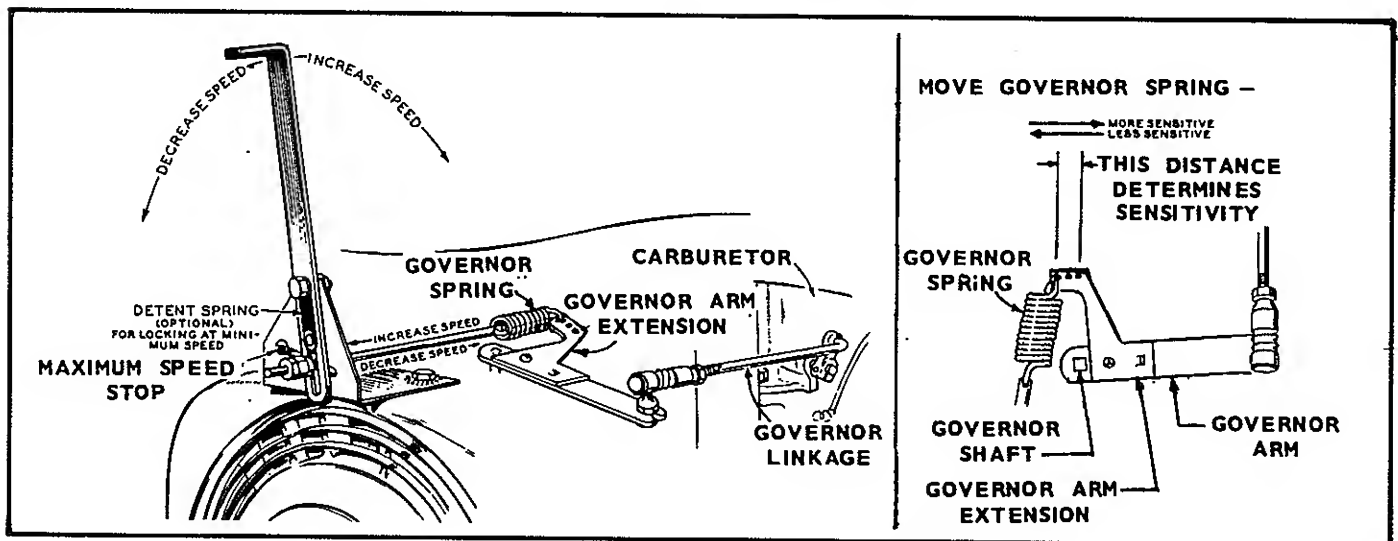 DECREASE SPEED
INCREASE SPEED
GOVERNOR
SPRING
CARBURETOR
GOVERNOR ARM
EXTENSION
DETENT SPRING
(OPTIONAL)
FOR LOCKING AT MINI-
MUM SPEED
INCREASE SPEED
DECREASE SPEED
MAXIMUM SPEED
STOP
GOVERNOR
LINKAGE
MOVE GOVERNOR SPRING –
MORE SENSITIVE
LESS SENSITIVE
THIS DISTANCE
DETERMINES
SENSITIVITY
GOVERNOR
SPRING
GOVERNOR
SHAFT
GOVERNOR
ARM
GOVERNOR ARM
EXTENSION